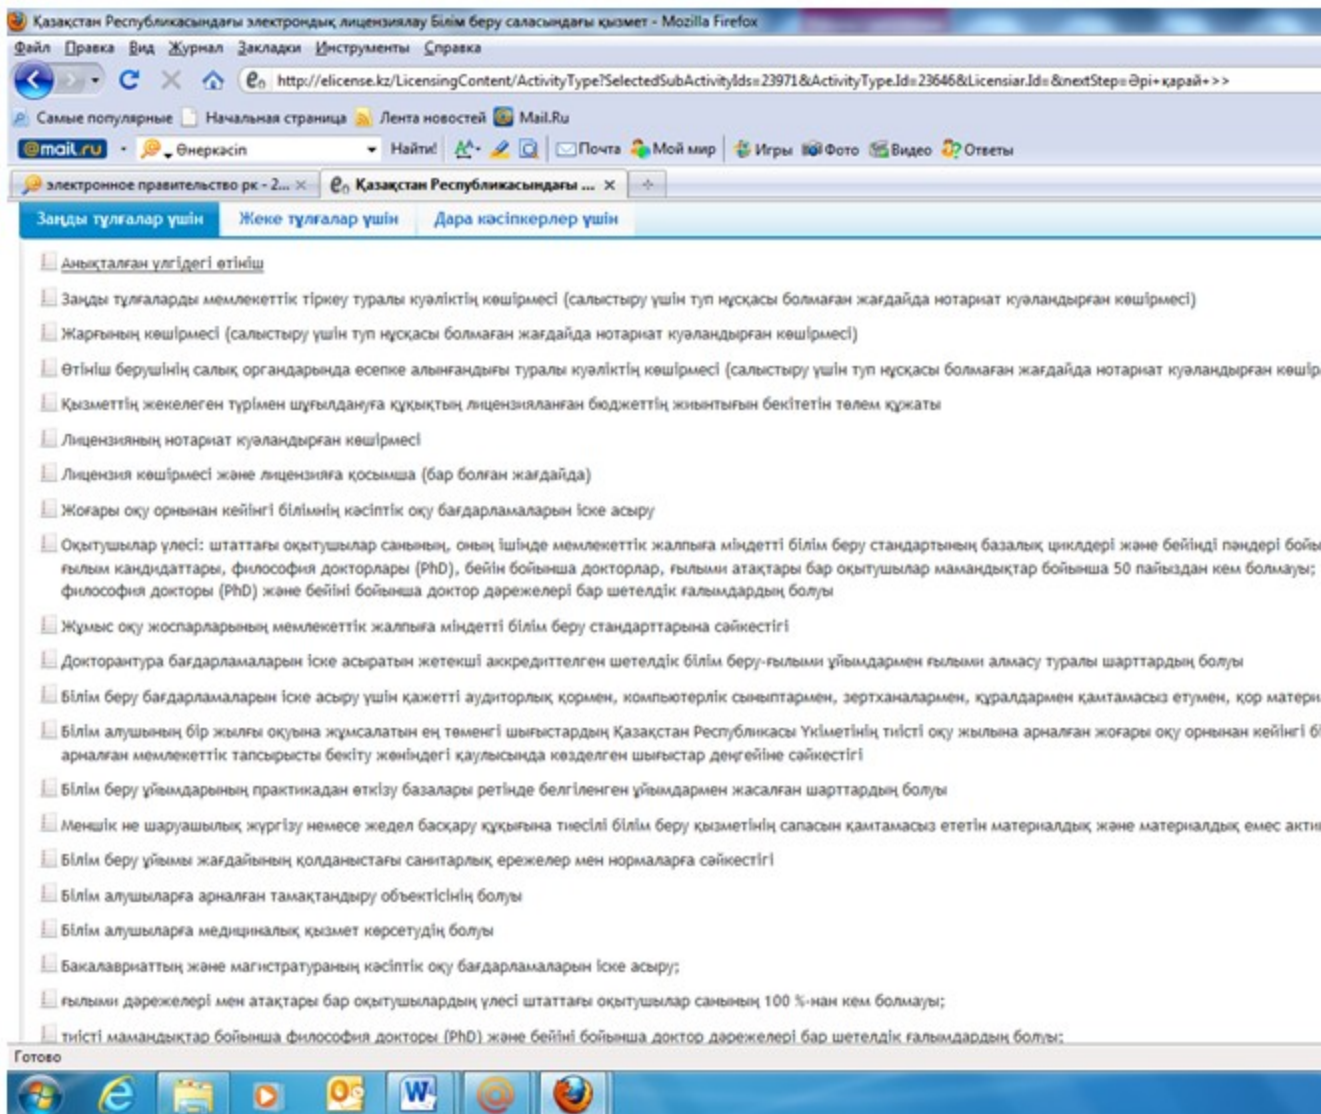 Қазақстан Республикасындағы электрондық лицензиялау Білім беру саласындағы қызмет - Mozilla Firefox
Файл Правка Вид Журнал Закладки Инструменты Справка
http://elicense.kz/LicensingContent/ActivityType?SelectedSubActivityIds=23971&ActivityType.Id=23646&Licensiar.Id=&nextStep=Әрі+қарай+>>
Самые популярные Начальная страница Лента новостей Mail.Ru
@mail.ru Өнеркәсіп Найти! Почта Мой мир Игры Фото Видео Ответы
электронное правительство рк - 2... Қазақстан Республикасындағы ...
Заңды тұлғалар үшін Жеке тұлғалар үшін Дара кәсіпкерлер үшін
Анықталған үлгідегі өтініш
Заңды тұлғаларды мемлекеттік тіркеу туралы куәліктің көшірмесі (салыстыру үшін туп нұсқасы болмаған жағдайда нотариат куәландырған көшірмесі)
Жарғының көшірмесі (салыстыру үшін туп нұсқасы болмаған жағдайда нотариат куәландырған көшірмесі)
Өтініш берушінің салық органдарында есепке алынғандығы туралы куәліктің көшірмесі (салыстыру үшін туп нұсқасы болмаған жағдайда нотариат куәландырған көшір
Қызметтің жекелеген түрімен шұғылдануға құқықтың лицензияланған бюджеттің жиынтығын бекітетін төлем құжаты
Лицензияның нотариат куәландырған көшірмесі
Лицензия көшірмесі және лицензияға қосымша (бар болған жағдайда)
Жоғары оқу орнынан кейінгі білімнің кәсіптік оқу бағдарламаларын іске асыру
Оқытушылар үлесі: штаттағы оқытушылар санының, оның ішінде мемлекеттік жалпыға міндетті білім беру стандартының базалық циклдері және бейінді пәндері бойы
ғылым кандидаттары, философия докторлары (PhD), бейін бойынша докторлар, ғылыми атақтары бар оқытушылар мамандықтар бойынша 50 пайыздан кем болмауы;
философия докторы (PhD) және бейіні бойынша доктор дәрежелері бар шетелдік ғалымдардың болуы
Жұмыс оқу жоспарларының мемлекеттік жалпыға міндетті білім беру стандарттарына сәйкестігі
Докторантура бағдарламаларын іске асыратын жетекші аккредиттелген шетелдік білім беру-ғылыми ұйымдармен ғылыми алмасу туралы шарттардың болуы
Білім беру бағдарламаларын іске асыру үшін қажетті аудиторлық қормен, компьютерлік сыныптармен, зертханалармен, құралдармен қамтамасыз етумен, қор матери
Білім алушының бір жылғы оқуына жұмсалатын ең төменгі шығыстардың Қазақстан Республикасы Үкіметінің тиісті оқу жылына арналған жоғары оқу орнынан кейінгі бі
арналған мемлекеттік тапсырысты бекіту жөніндегі қаулысында көзделген шығыстар деңгейіне сәйкестігі
Білім беру ұйымдарының практикадан өткізу базалары ретінде белгіленген ұйымдармен жасалған шарттардың болуы
Меншік не шаруашылық жүргізу немесе жедел басқару құқығына тиесілі білім беру қызметінің сапасын қамтамасыз ететін материалдық және материалдық емес акти
Білім беру ұйымы жағдайының қолданыстағы санитарлық ережелер мен нормаларға сәйкестігі
Білім алушыларға арналған тамақтандыру объектісінің болуы
Білім алушыларға медициналық қызмет көрсетудің болуы
Бакалавриаттың және магистратураның кәсіптік оқу бағдарламаларын іске асыру;
ғылыми дәрежелері мен атақтары бар оқытушылардың үлесі штаттағы оқытушылар санының 100 %-нан кем болмауы;
тиісті мамандықтар бойынша философия докторы (PhD) және бейіні бойынша доктор дәрежелері бар шетелдік ғалымдардың болуы;
Готово